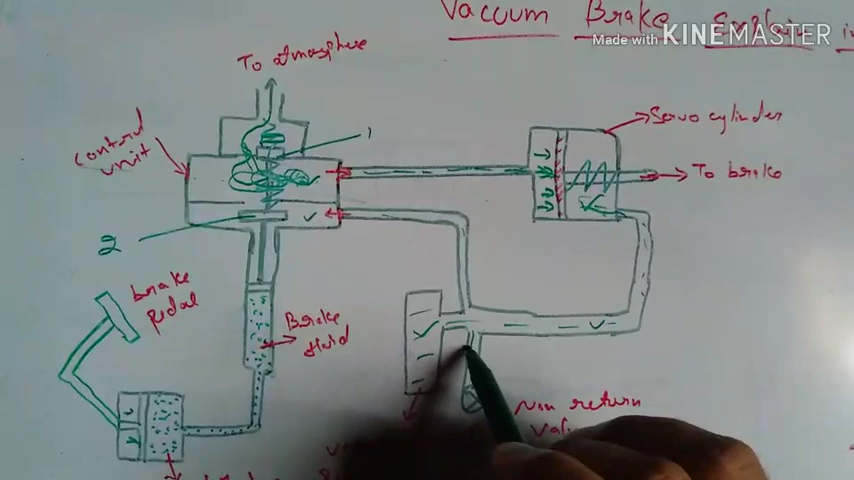 Vacuum Brake
Made with KINEMASTER
To atmosphere
control
unit
1
Servo cylinder
To brake
2
brake
pedal
Brake
fluid
Non return